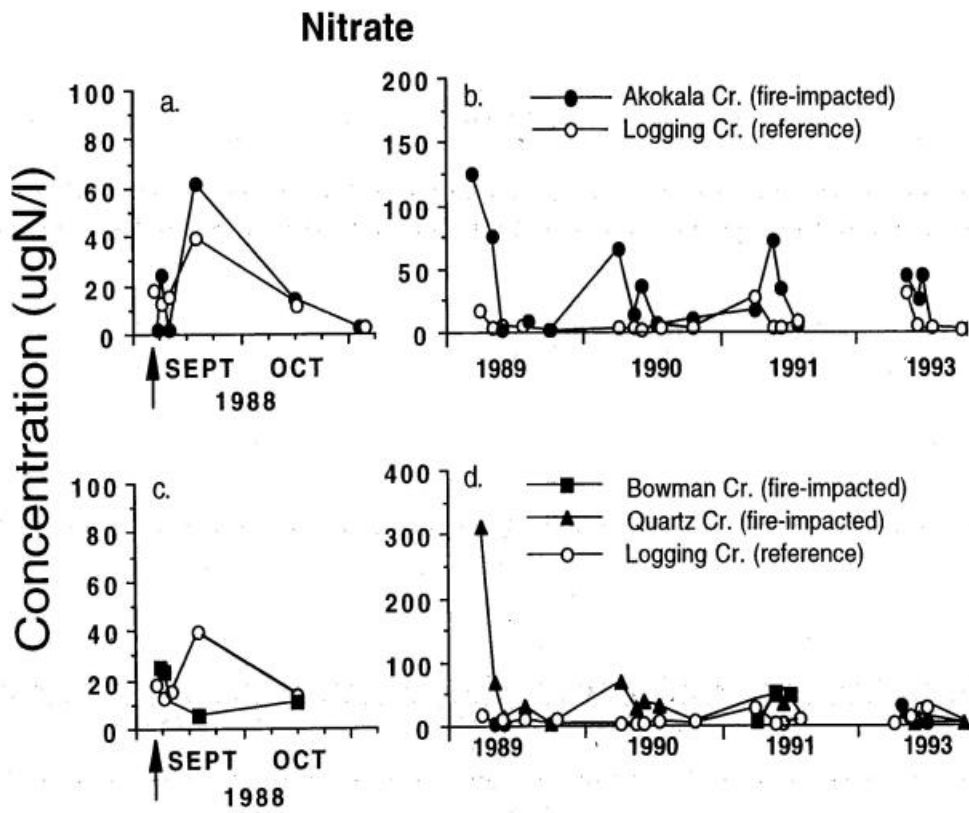 Nitrate
Concentration (ugN/l)
a.
100
80
60
40
20
0
SEPT OCT
1988
b.
200
150
100
50
0
Akokala Cr. (fire-impacted)
Logging Cr. (reference)
1989 1990 1991 1993
c.
100
80
60
40
20
0
SEPT OCT
1988
d.
400
300
200
100
0
Bowman Cr. (fire-impacted)
Quartz Cr. (fire-impacted)
Logging Cr. (reference)
1989 1990 1991 1993